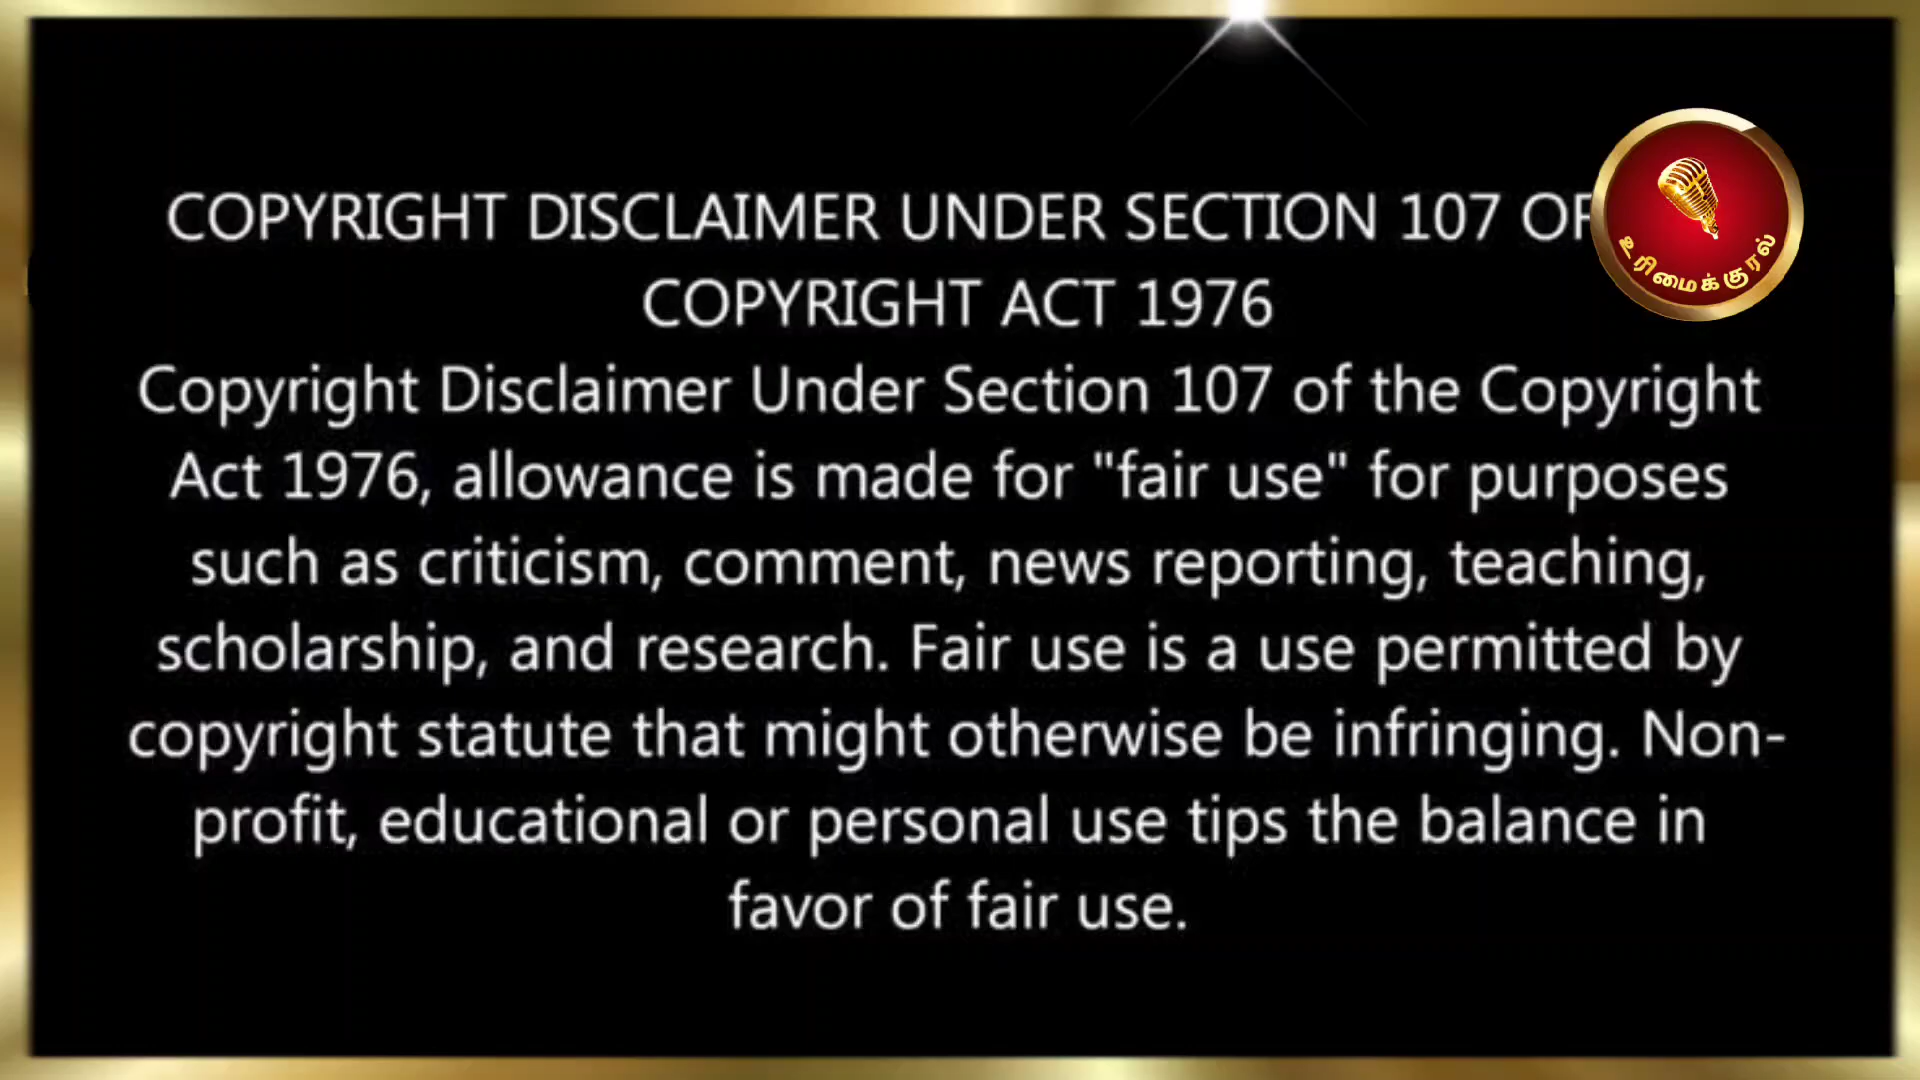 COPYRIGHT DISCLAIMER UNDER SECTION 107 OF
COPYRIGHT ACT 1976
Copyright Disclaimer Under Section 107 of the Copyright
Act 1976, allowance is made for "fair use" for purposes
such as criticism, comment, news reporting, teaching,
scholarship, and research. Fair use is a use permitted by
copyright statute that might otherwise be infringing. Non-
profit, educational or personal use tips the balance in
favor of fair use.
உரிமைக்குரல்